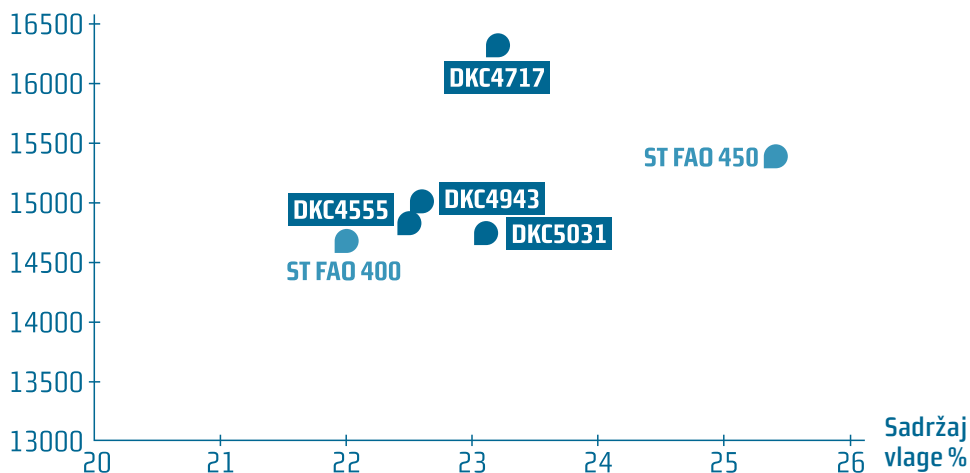 16500
16000
15500
15000
14500
14000
13500
13000
DKC4717
ST FAO 450
DKC4943
DKC4555
DKC5031
ST FAO 400
20 21 22 23 24 25 26
Sadržaj
vlage %